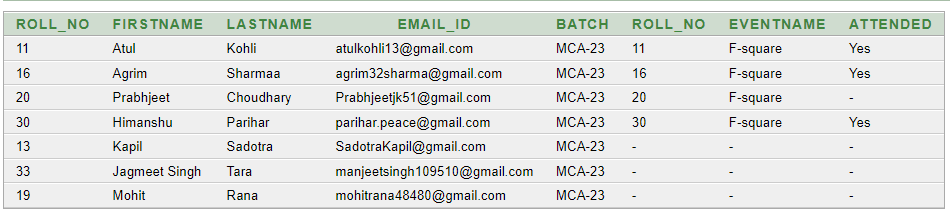 ROLL_NO FIRSTNAME LASTNAME EMAIL_ID BATCH ROLL_NO EVENTNAME ATTENDED
11 Atul Kohli atulkohli13@gmail.com MCA-23 11 F-square Yes
16 Agrim Sharmaa agrim32sharma@gmail.com MCA-23 16 F-square Yes
20 Prabhjeet Choudhary Prabhjeetjk51@gmail.com MCA-23 20 F-square -
30 Himanshu Parihar parihar.peace@gmail.com MCA-23 30 F-square Yes
13 Kapil Sadotra SadotraKapil@gmail.com MCA-23 - - -
33 Jagmeet Singh Tara manjeetsingh109510@gmail.com MCA-23 - - -
19 Mohit Rana mohitrana48480@gmail.com MCA-23 - - -